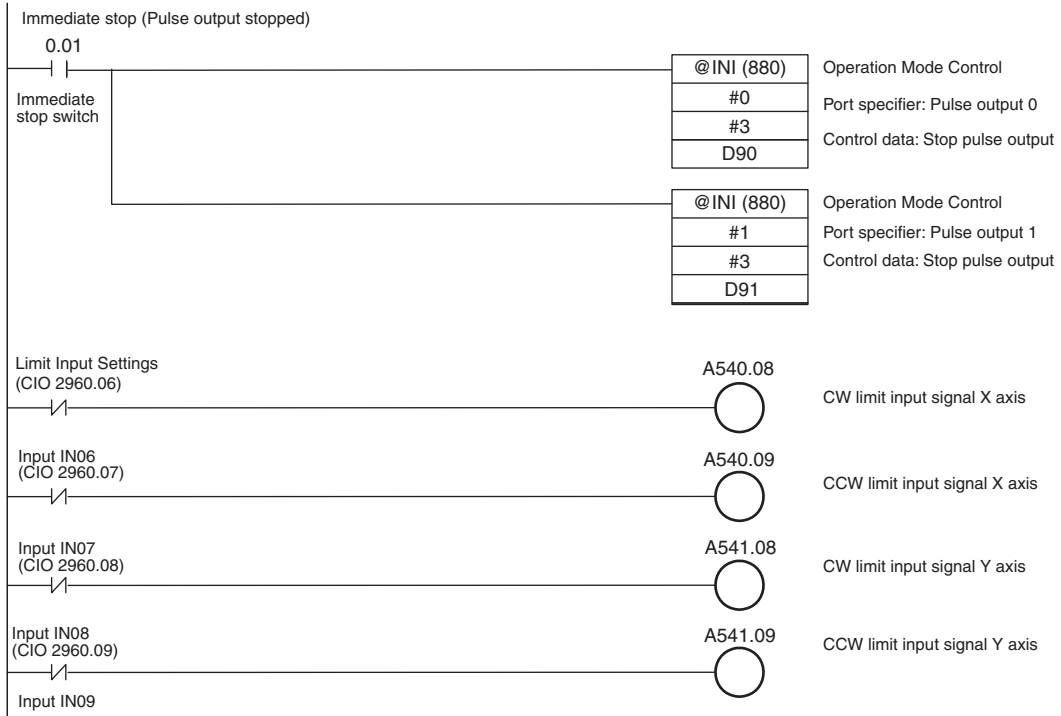 Immediate stop (Pulse output stopped)
0.01
Immediate
stop switch
@INI (880)
Operation Mode Control
#0
Port specifier: Pulse output 0
#3
Control data: Stop pulse output
D90
@INI (880)
Operation Mode Control
#1
Port specifier: Pulse output 1
#3
Control data: Stop pulse output
D91
Limit Input Settings
(CIO 2960.06)
A540.08
CW limit input signal X axis
Input IN06
(CIO 2960.07)
A540.09
CCW limit input signal X axis
Input IN07
(CIO 2960.08)
A541.08
CW limit input signal Y axis
Input IN08
(CIO 2960.09)
A541.09
CCW limit input signal Y axis
Input IN09